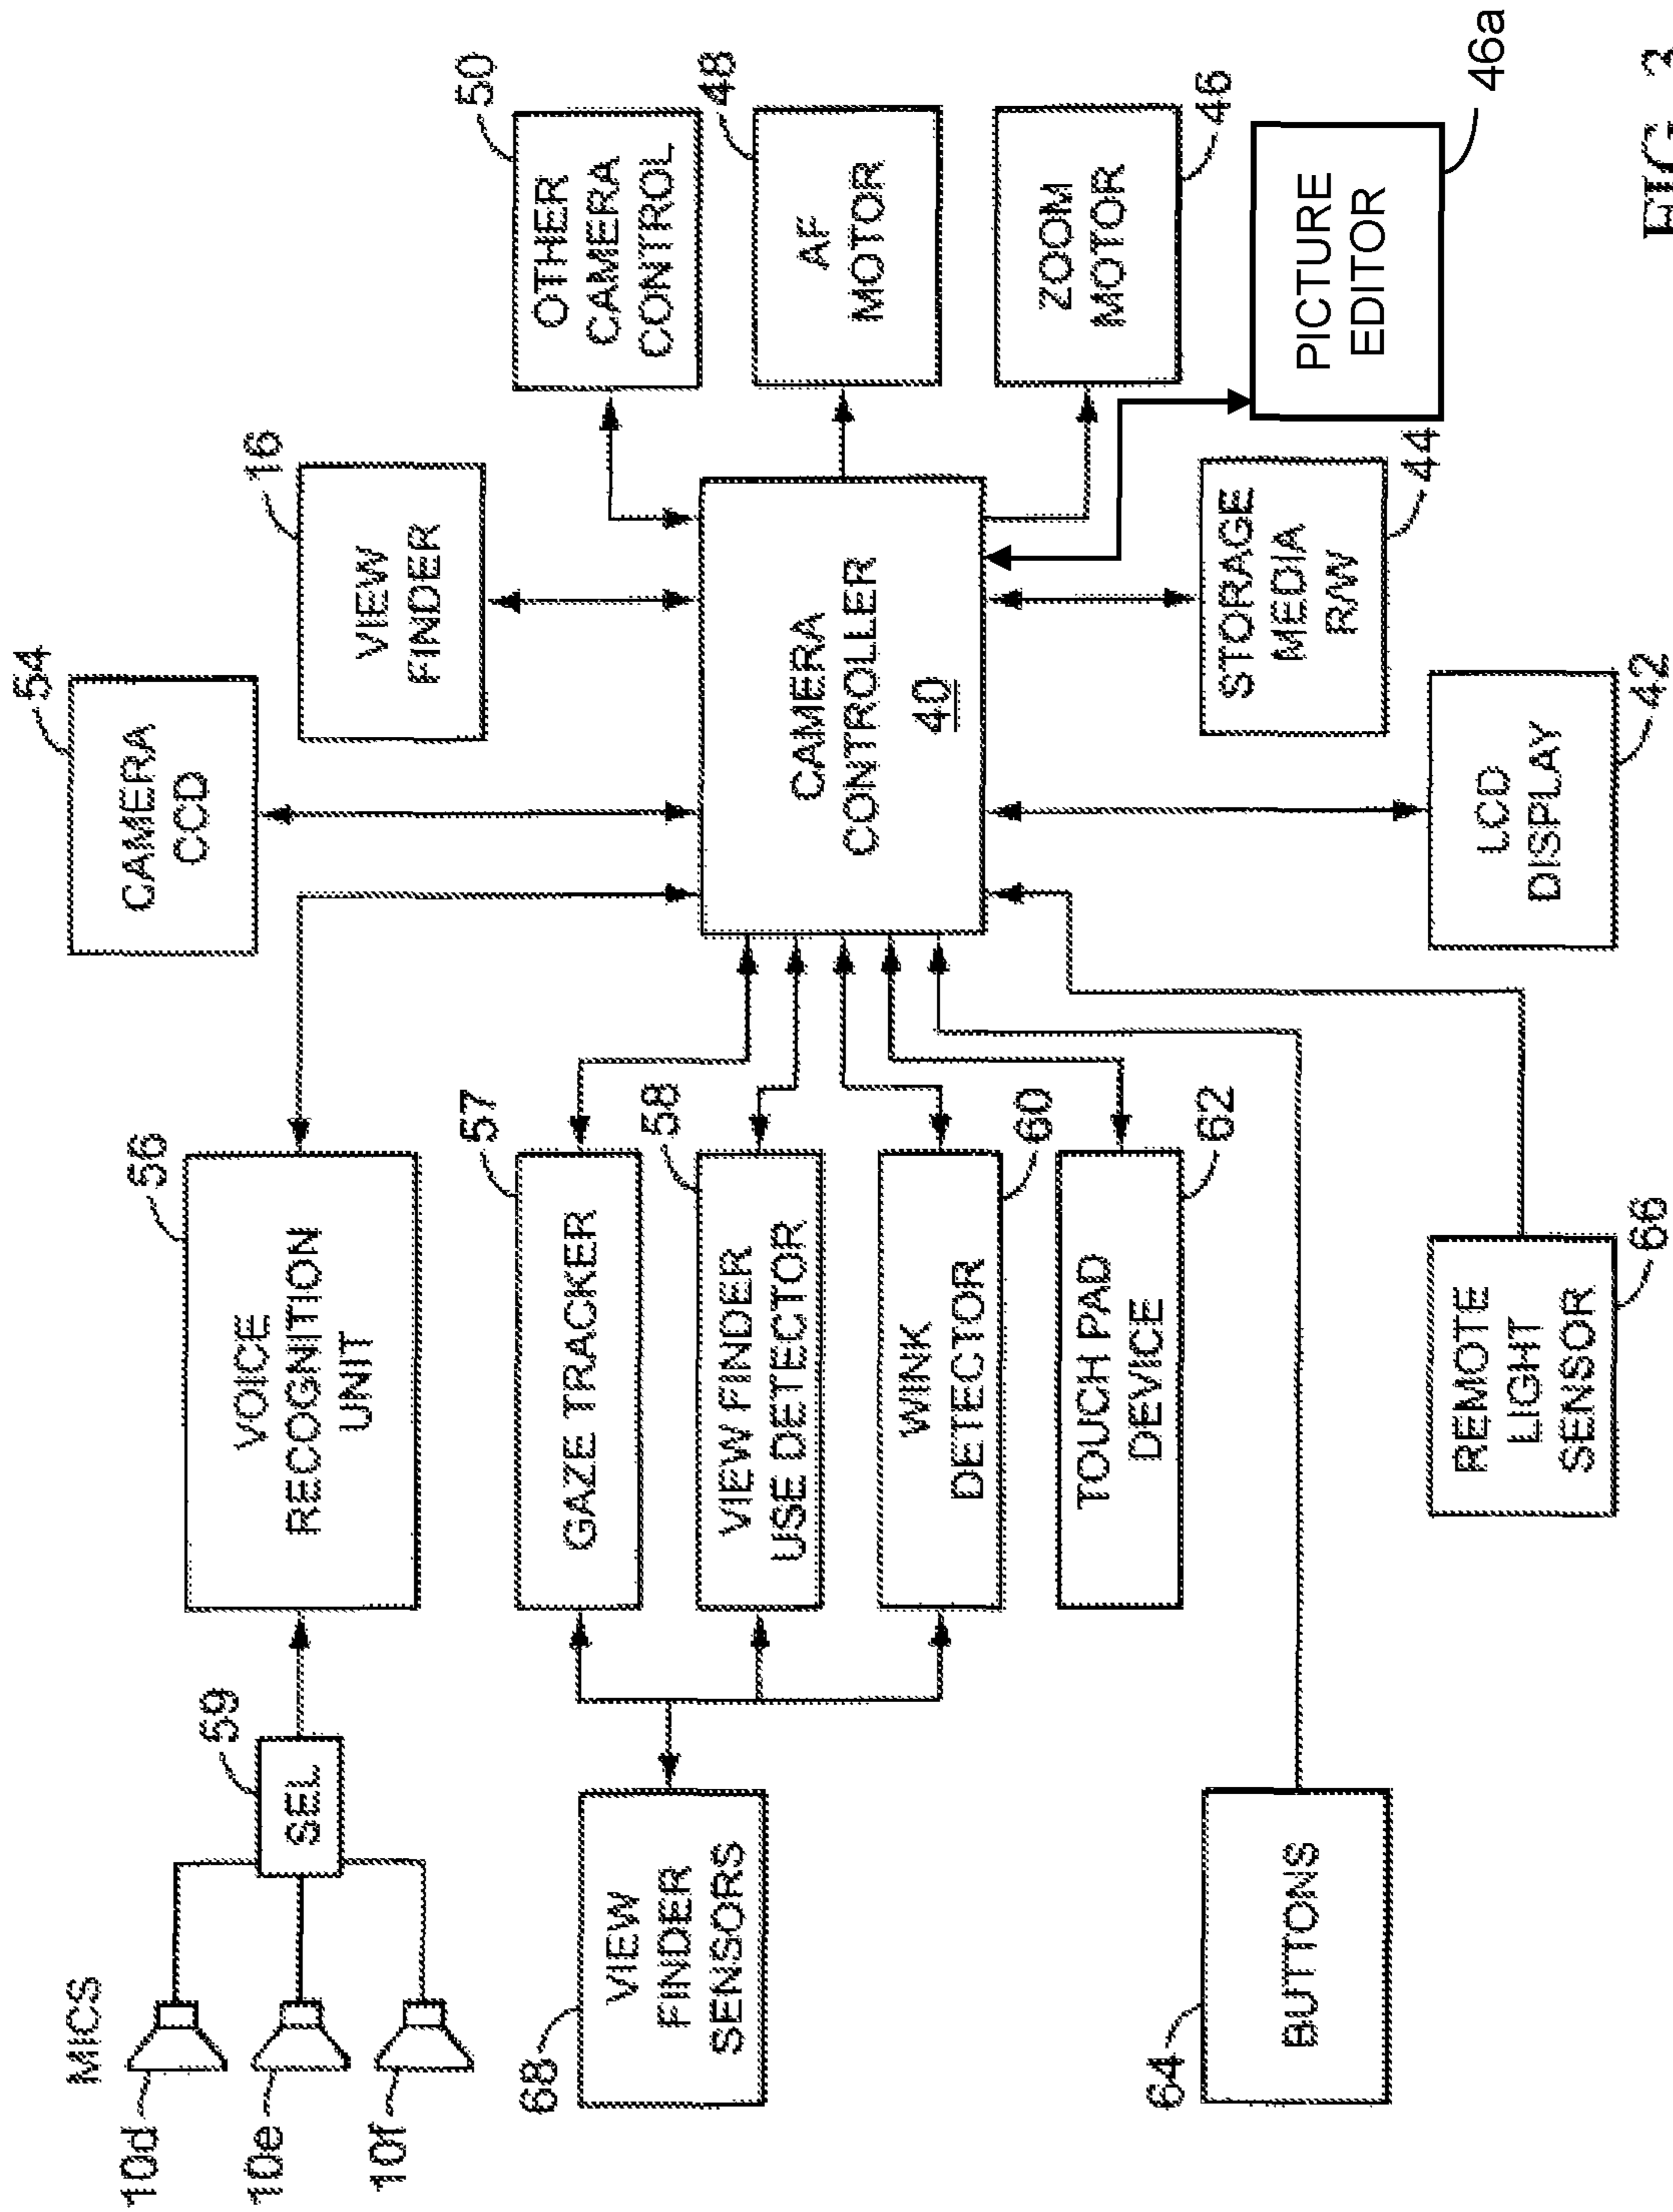 MICS
10d
10e
10f
59
SEL
56
VOICE
RECOGNITION
UNIT
54
CAMERA
CCD
16
VIEW
FINDER
50
OTHER
CAMERA
CONTROL
57
GAZE TRACKER
58
VIEW FINDER
USE DETECTOR
68
VIEW
FINDER
SENSORS
WINK
DETECTOR
60
TOUCH PAD
DEVICE
62
CAMERA
CONTROLLER
40
48
AF
MOTOR
ZOOM
MOTOR
46
64
BUTTONS
REMOTE
LIGHT
SENSOR
66
LCD
DISPLAY
42
STORAGE
MEDIA
R/W
44
PICTURE
EDITOR
46a
FIG.